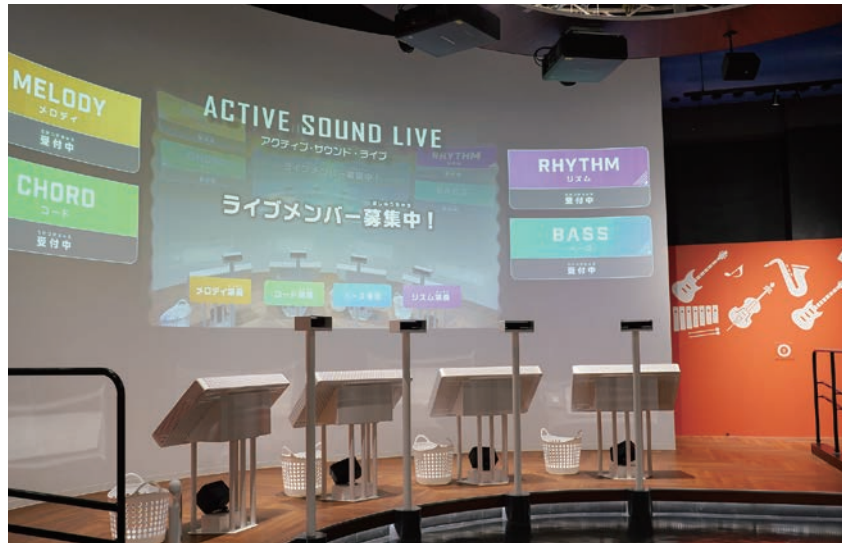 MELODY
メロディ
受付中
CHORD
コード
受付中
ACTIVE SOUND LIVE
アクティブ・サウンド・ライブ
ライブメンバー募集中！
メロディ演奏
コード演奏
ベース演奏
リズム演奏
RHYTHM
リズム
受付中
BASS
ベース
受付中